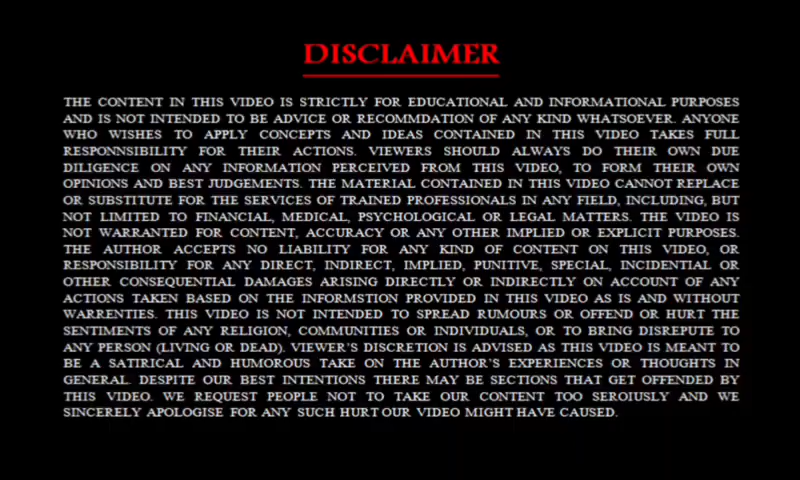 DISCLAIMER
THE CONTENT IN THIS VIDEO IS STRICTLY FOR EDUCATIONAL AND INFORMATIONAL PURPOSES
AND IS NOT INTENDED TO BE ADVICE OR RECOMMDATION OF ANY KIND WHATSOEVER. ANYONE
WHO WISHES TO APPLY CONCEPTS AND IDEAS CONTAINED IN THIS VIDEO TAKES FULL
RESPONNSIBILITY FOR THEIR ACTIONS. VIEWERS SHOULD ALWAYS DO THEIR OWN DUE
DILIGENCE ON ANY INFORMATION PERCEIVED FROM THIS VIDEO, TO FORM THEIR OWN
OPINIONS AND BEST JUDGEMENTS. THE MATERIAL CONTAINED IN THIS VIDEO CANNOT REPLACE
OR SUBSTITUTE FOR THE SERVICES OF TRAINED PROFESSIONALS IN ANY FIELD, INCLUDING, BUT
NOT LIMITED TO FINANCIAL, MEDICAL, PSYCHOLOGICAL OR LEGAL MATTERS. THE VIDEO IS
NOT WARRANTED FOR CONTENT, ACCURACY OR ANY OTHER IMPLIED OR EXPLICIT PURPOSES.
THE AUTHOR ACCEPTS NO LIABILITY FOR ANY KIND OF CONTENT ON THIS VIDEO, OR
RESPONSIBILITY FOR ANY DIRECT, INDIRECT, IMPLIED, PUNITIVE, SPECIAL, INCIDENTIAL OR
OTHER CONSEQUENTIAL DAMAGES ARISING DIRECTLY OR INDIRECTLY ON ACCOUNT OF ANY
ACTIONS TAKEN BASED ON THE INFORMSTION PROVIDED IN THIS VIDEO AS IS AND WITHOUT
WARRENTIES. THIS VIDEO IS NOT INTENDED TO SPREAD RUMOURS OR OFFEND OR HURT THE
SENTIMENTS OF ANY RELIGION, COMMUNITIES OR INDIVIDUALS, OR TO BRING DISREPUTE TO
ANY PERSON (LIVING OR DEAD). VIEWER'S DISCRETION IS ADVISED AS THIS VIDEO IS MEANT TO
BE A SATIRICAL AND HUMOROUS TAKE ON THE AUTHOR'S EXPERIENCES OR THOUGHTS IN
GENERAL. DESPITE OUR BEST INTENTIONS THERE MAY BE SECTIONS THAT GET OFFENDED BY
THIS VIDEO. WE REQUEST PEOPLE NOT TO TAKE OUR CONTENT TOO SEROIUSLY AND WE
SINCERELY APOLOGISE FOR ANY SUCH HURT OUR VIDEO MIGHT HAVE CAUSED.